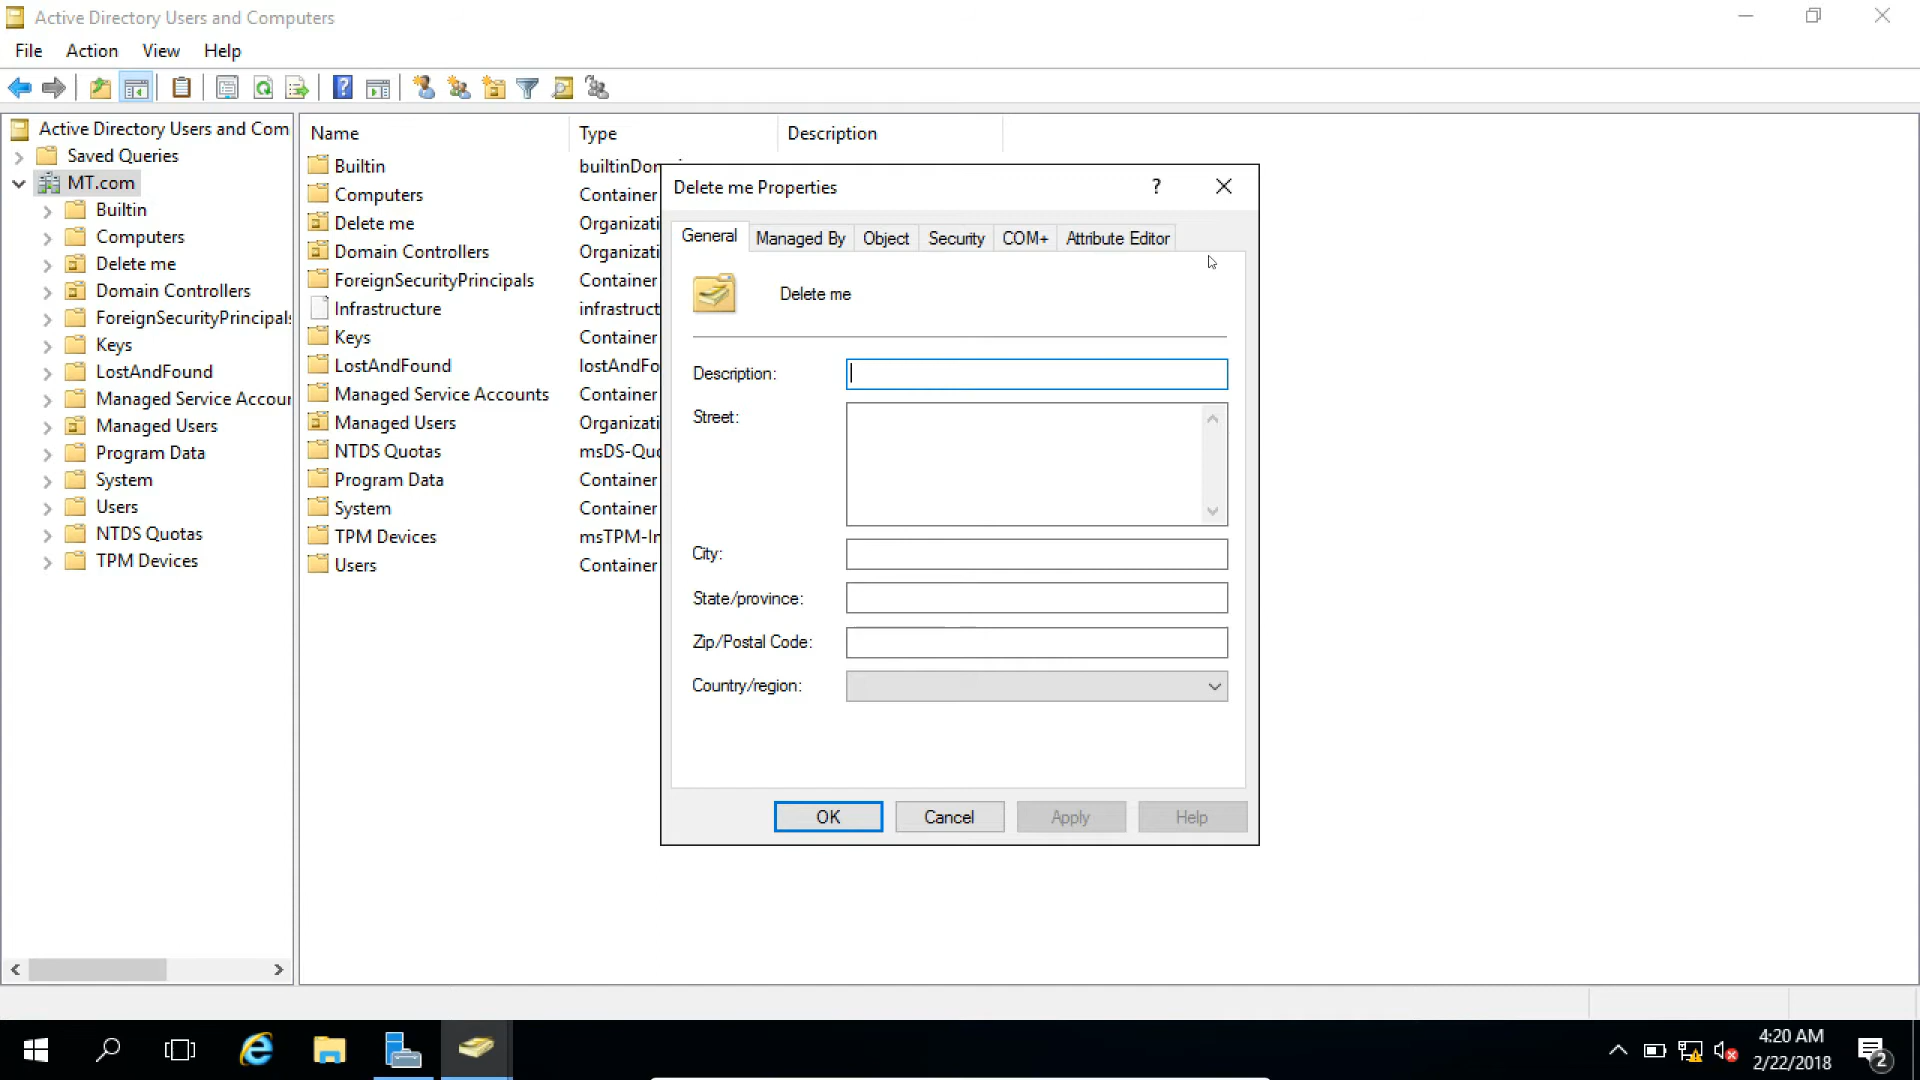 Active Directory Users and Computers
File Action View Help
Active Directory Users and Com
Saved Queries
MT.com
Builtin
Computers
Delete me
Domain Controllers
ForeignSecurityPrincipals
Keys
LostAndFound
Managed Service Accoun
Managed Users
Program Data
System
Users
NTDS Quotas
TPM Devices
Name Type Description
Builtin builtinDom
Computers Container
Delete me Organizati
Domain Controllers Organizati
ForeignSecurityPrincipals Container
Infrastructure infrastruct
Keys Container
LostAndFound lostAndFo
Managed Service Accounts Container
Managed Users Organizati
NTDS Quotas msDS-Quo
Program Data Container
System Container
TPM Devices msTPM-In
Users Container
Delete me Properties ?
General Managed By Object Security COM+ Attribute Editor
Delete me
Description:
Street:
City:
State/province:
Zip/Postal Code:
Country/region:
OK Cancel Apply Help
4:20 AM
2/22/2018
2